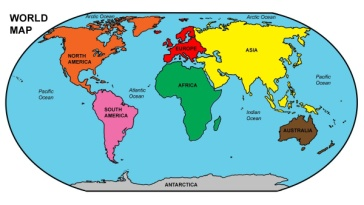 WORLD
MAP
Arctic Ocean
Arctic Ocean
NORTH
AMERICA
EUROPE
ASIA
Pacific
Ocean
Atlantic
Ocean
AFRICA
Pacific
Ocean
SOUTH
AMERICA
Indian
Ocean
AUSTRALIA
ANTARCTICA